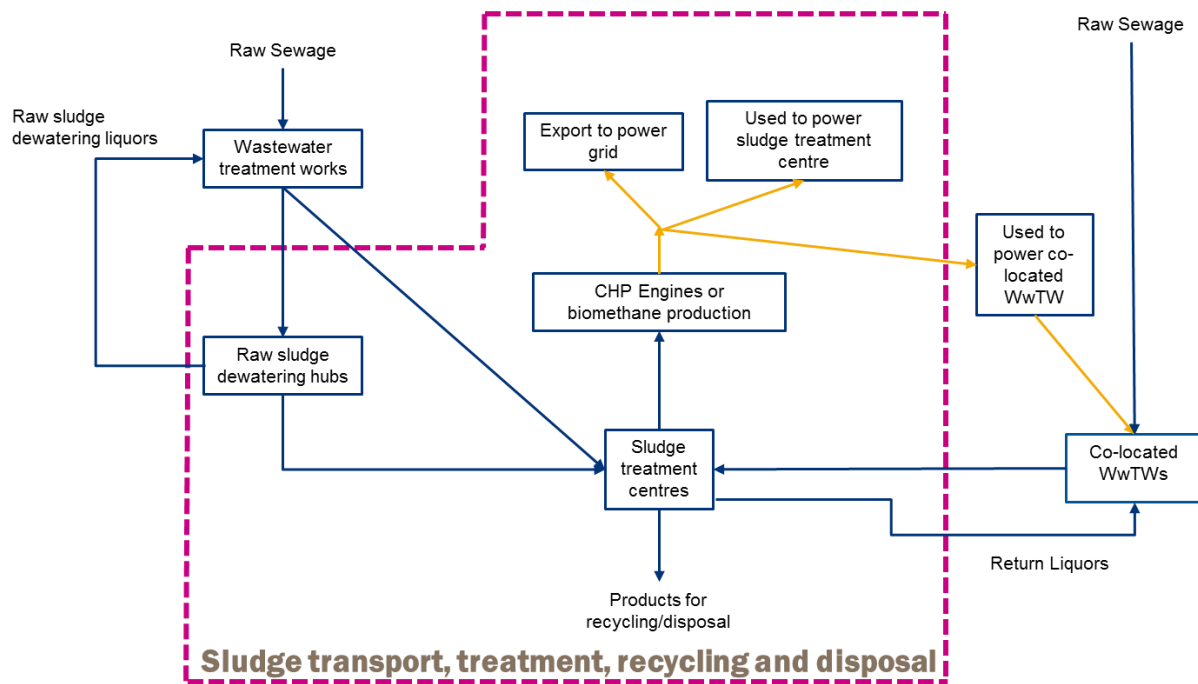 Raw Sewage
Raw Sewage
Raw sludge
dewatering liquors
Wastewater
treatment works
Export to power
grid
Used to power
sludge treatment
centre
Used to
power co-
located
WwTW
CHP Engines or
biomethane production
Raw sludge
dewatering hubs
Sludge
treatment
centres
Co-located
WwTWs
Return Liquors
Products for
recycling/disposal
Sludge transport, treatment, recycling and disposal